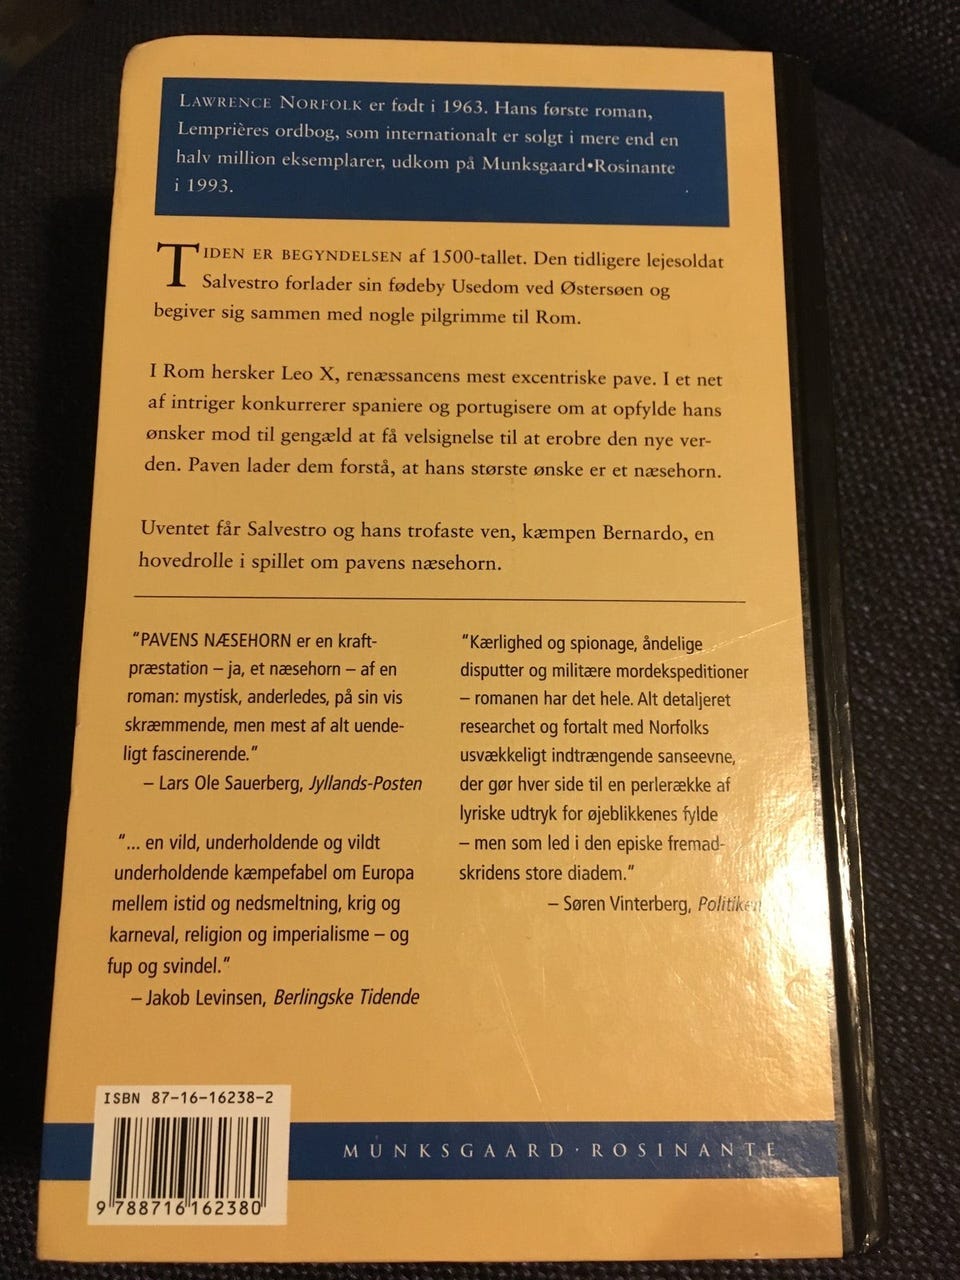 LAWRENCE NORFOLK er født i 1963. Hans første roman,
Lemprières ordbog, som internationalt er solgt i mere end en
halv million eksemplarer, udkom på Munksgaard•Rosinante
i 1993.
TIDEN ER BEGYNDELSEN af 1500-tallet. Den tidligere lejesoldat
Salvestro forlader sin fødeby Usedom ved Østersøen og
begiver sig sammen med nogle pilgrimme til Rom.
I Rom hersker Leo X, renæssancens mest excentriske pave. I et net
af intriger konkurrerer spaniere og portugisere om at opfylde hans
ønsker mod til gengæld at få velsignelse til at erobre den nye ver-
den. Paven lader dem forstå, at hans største ønske er et næsehorn.
Uventet får Salvestro og hans trofaste ven, kæmpen Bernardo, en
hovedrolle i spillet om pavens næsehorn.
"PAVENS NÆSEHORN er en kraft-
præstation – ja, et næsehorn – af en
roman: mystisk, anderledes, på sin vis
skræmmende, men mest af alt uende-
ligt fascinerende."
– Lars Ole Sauerberg, Jyllands-Posten
"... en vild, underholdende og vildt
underholdende kæmpefabel om Europa
mellem istid og nedsmeltning, krig og
karneval, religion og imperialisme – og
fup og svindel."
– Jakob Levinsen, Berlingske Tidende
"Kærlighed og spionage, åndelige
disputter og militære mordekspeditioner
– romanen har det hele. Alt detaljeret
researchet og fortalt med Norfolks
usvækkeligt indtrængende sanseevne,
der gør hver side til en perlerække af
lyriske udtryk for øjeblikkenes fylde
– men som led i den episke fremad-
skridens store diadem."
– Søren Vinterberg, Politiken
ISBN 87-16-16238-2
9 788716 162380
MUNKSGAARD · ROSINANTE